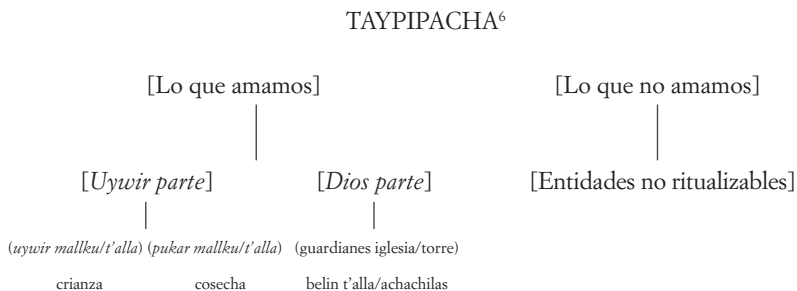 TAYPIPACHA⁶
[Lo que amamos] [Lo que no amamos]
[Uywir parte] [Dios parte] [Entidades no ritualizables]
(uywir mallku/t'alla) (pukar mallku/t'alla) (guardianes iglesia/torre)
crianza cosecha belin t'alla/achachilas